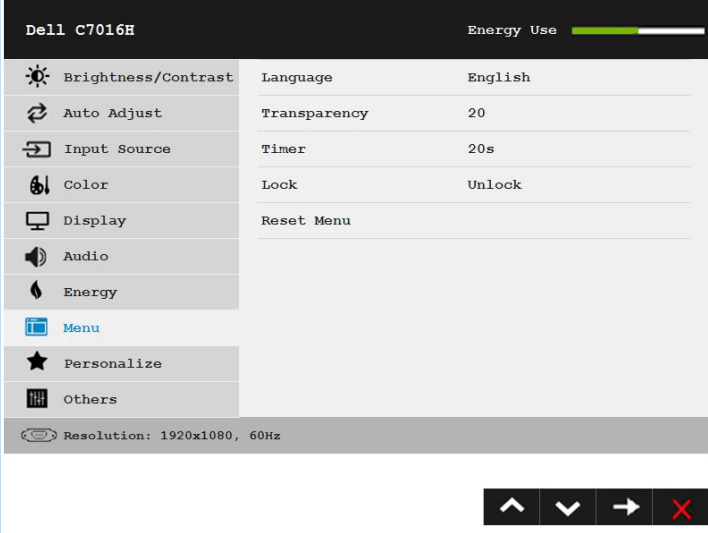 Dell C7016H
Energy Use
Brightness/Contrast
Language English
Auto Adjust
Transparency 20
Input Source
Timer 20s
Color
Lock Unlock
Display
Reset Menu
Audio
Energy
Menu
Personalize
Others
Resolution: 1920x1080, 60Hz